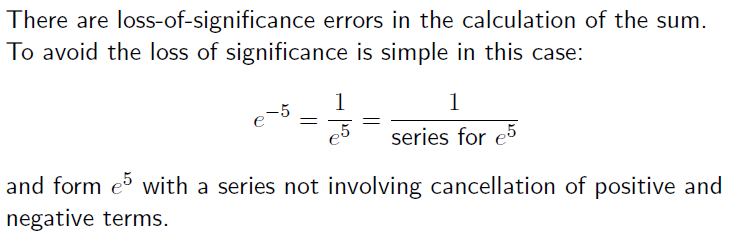 There are loss-of-significance errors in the calculation of the sum.
To avoid the loss of significance is simple in this case:
e^{-5} = \frac{1}{e^5} = \frac{1}{\text{series for } e^5}
and form e^5 with a series not involving cancellation of positive and
negative terms.